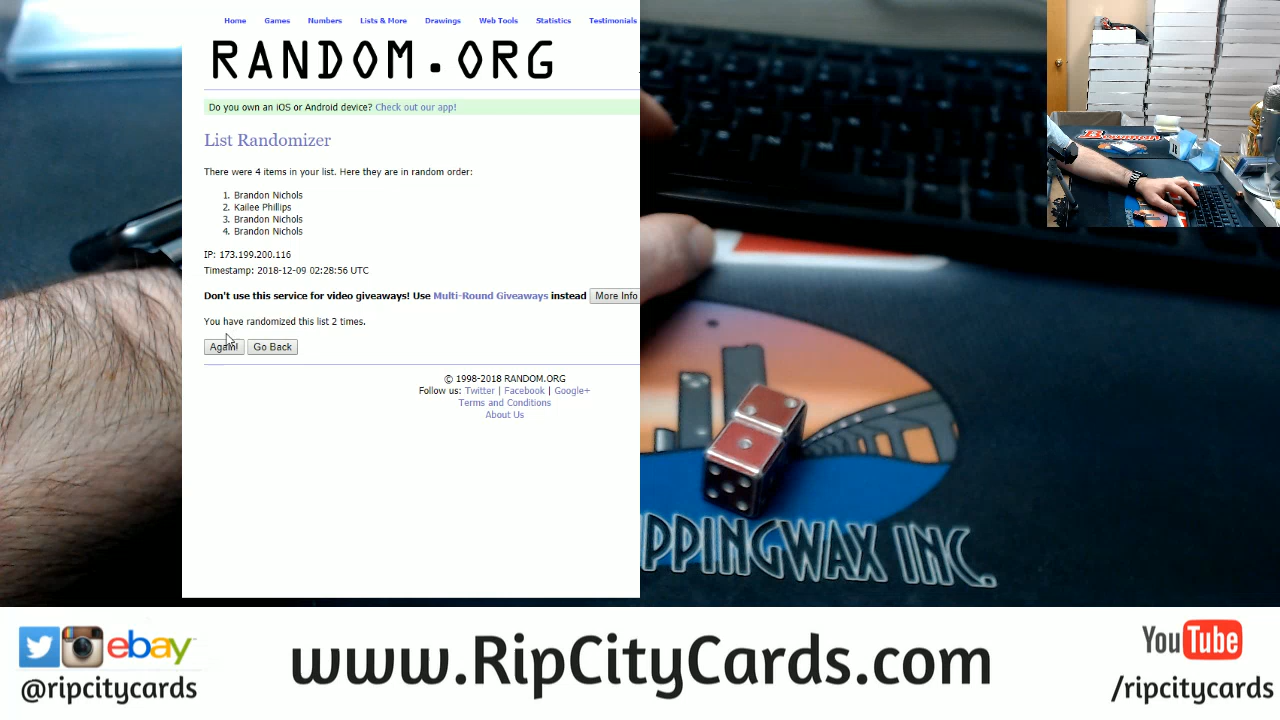 Home Games Numbers Lists & More Drawings Web Tools Statistics Testimonials
RANDOM.ORG
Do you own an iOS or Android device? Check out our app!
List Randomizer
There were 4 items in your list. Here they are in random order:
1. Brandon Nichols
2. Kailee Phillips
3. Brandon Nichols
4. Brandon Nichols
IP: 173.199.200.116
Timestamp: 2018-12-09 02:28:56 UTC
Don't use this service for video giveaways! Use Multi-Round Giveaways instead More Info
You have randomized this list 2 times.
Again! Go Back
© 1998-2018 RANDOM.ORG
Follow us: Twitter | Facebook | Google+
Terms and Conditions
About Us
Bowman
PPINGWAX INC.
ebay
@ripcitycards
www.RipCityCards.com
YouTube
/ripcitycards